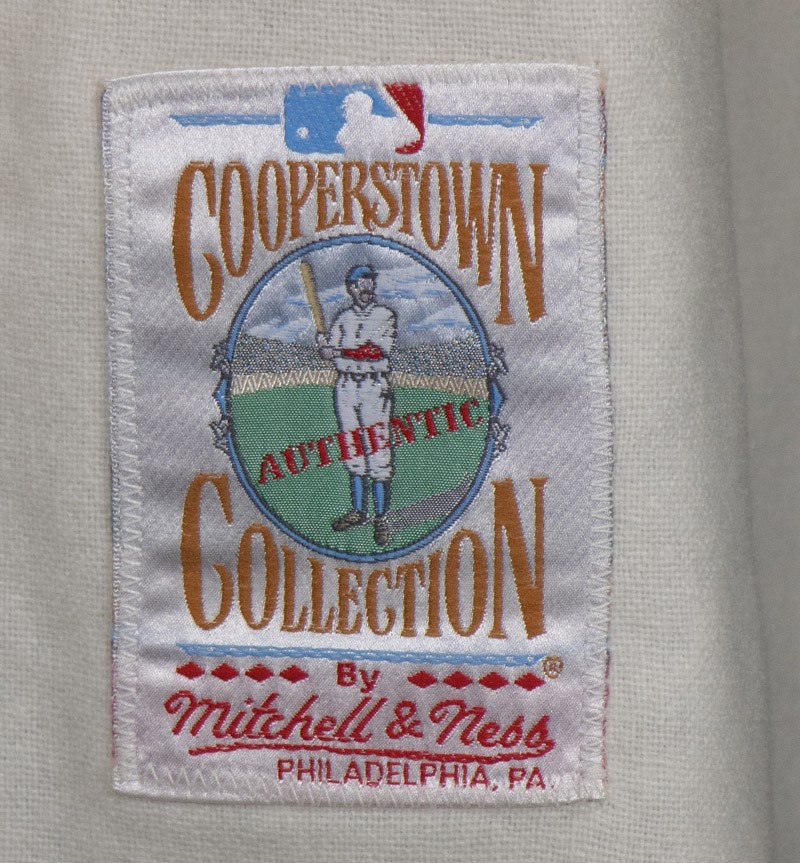 COOPERSTOWN
AUTHENTIC
COLLECTION
®
By
Mitchell & Ness
PHILADELPHIA, PA.